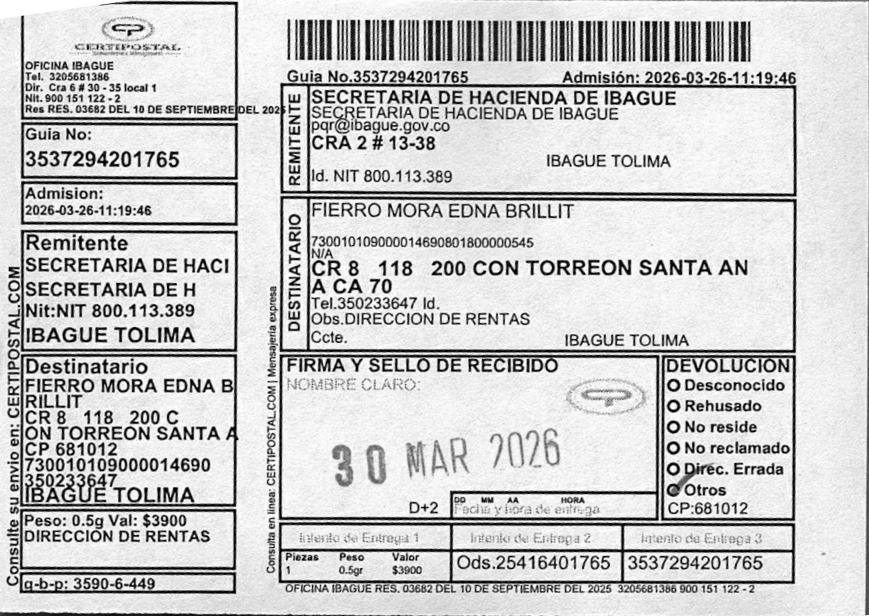 CERTIPOSTAL
OFICINA IBAGUE
Tel. 3205681386
Dir. Cra 6 # 30 - 35 local 1
Nit. 900 151 122 - 2
Res RES. 03682 DEL 10 DE SEPTIEMBRE DEL 2025
Guia No:
3537294201765
Admision:
2026-03-26-11:19:46
Remitente
SECRETARIA DE HACI
SECRETARIA DE H
Nit:NIT 800.113.389
IBAGUE TOLIMA
Destinatario
FIERRO MORA EDNA B
RILLIT
CR 8 118 200 C
ON TORREON SANTA A
CP 681012
730010109000014690
350233647
IBAGUE TOLIMA
Peso: 0.5g Val: $3900
DIRECCIÓN DE RENTAS
g-b-p: 3590-6-449
Consulte su envio en: CERTIPOSTAL.COM
Guia No.3537294201765 Admisión: 2026-03-26-11:19:46
REMITENTE
SECRETARIA DE HACIENDA DE IBAGUE
SECRETARIA DE HACIENDA DE IBAGUE
pqr@ibague.gov.co
CRA 2 # 13-38
IBAGUE TOLIMA
Id. NIT 800.113.389
DESTINATARIO
FIERRO MORA EDNA BRILLIT
730010109000014690801800000545
N/A
CR 8 118 200 CON TORREON SANTA AN
A CA 70
Tel.350233647 Id.
Obs.DIRECCION DE RENTAS
Ccte. IBAGUE TOLIMA
Consulta en linea: CERTIPOSTAL.COM | Mensajería expresa
FIRMA Y SELLO DE RECIBIDO
NOMBRE CLARO:
30 MAR 2026
D+2
DD MM AA HORA
Fecha y hora de entrega
DEVOLUCION
Desconocido
Rehusado
No reside
No reclamado
Direc. Errada
Otros
CP:681012
Intento de Entrega 1 Intento de Entrega 2 Intento de Entrega 3
Piezas Peso Valor
1 0.5gr $3900
Ods.25416401765
3537294201765
OFICINA IBAGUE RES. 03682 DEL 10 DE SEPTIEMBRE DEL 2025 3205681386 900 151 122 - 2